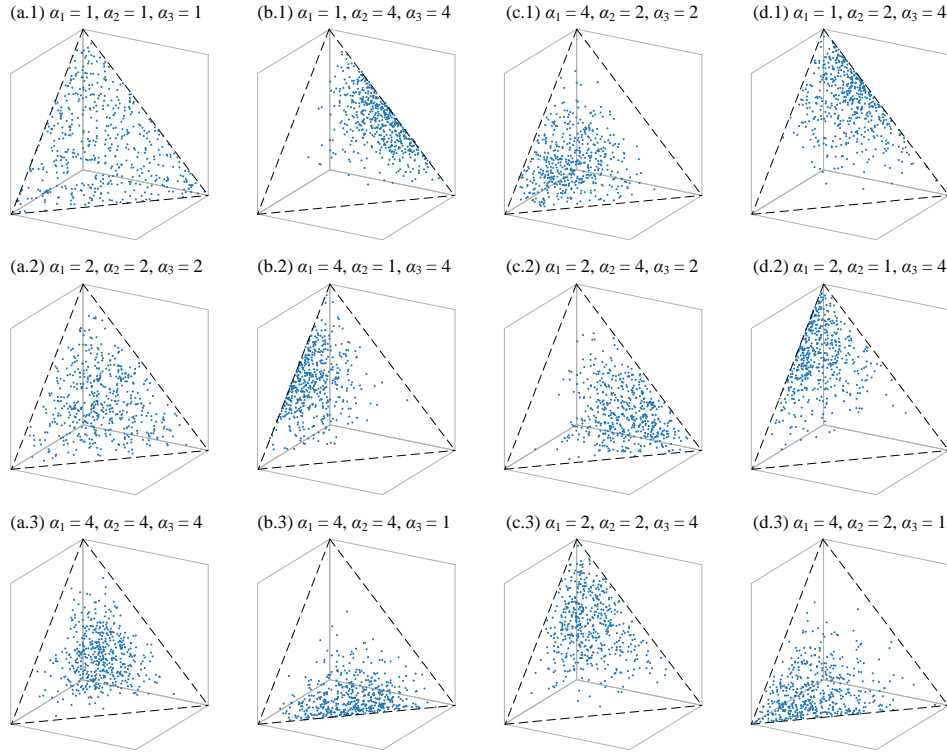 (a.1) α₁ = 1, α₂ = 1, α₃ = 1
(b.1) α₁ = 1, α₂ = 4, α₃ = 4
(c.1) α₁ = 4, α₂ = 2, α₃ = 2
(d.1) α₁ = 1, α₂ = 2, α₃ = 4
(a.2) α₁ = 2, α₂ = 2, α₃ = 2
(b.2) α₁ = 4, α₂ = 1, α₃ = 4
(c.2) α₁ = 2, α₂ = 4, α₃ = 2
(d.2) α₁ = 2, α₂ = 1, α₃ = 4
(a.3) α₁ = 4, α₂ = 4, α₃ = 4
(b.3) α₁ = 4, α₂ = 4, α₃ = 1
(c.3) α₁ = 2, α₂ = 2, α₃ = 4
(d.3) α₁ = 4, α₂ = 2, α₃ = 1